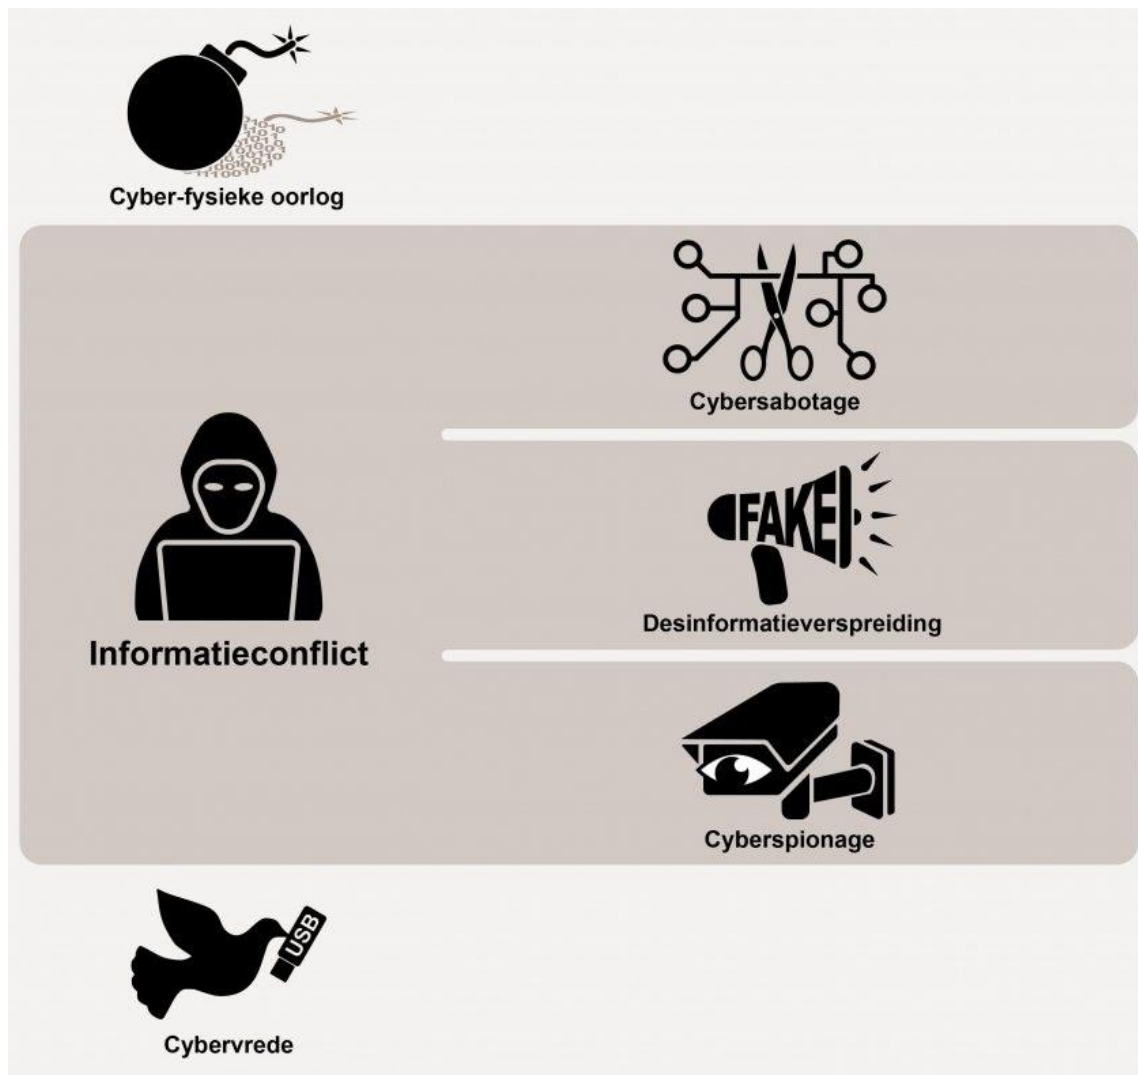 Cyber-fysieke oorlog
Cybersabotage
FAKE
Desinformatieverspreiding
Informatieconflict
Cyberspionage
USB
Cybervrede